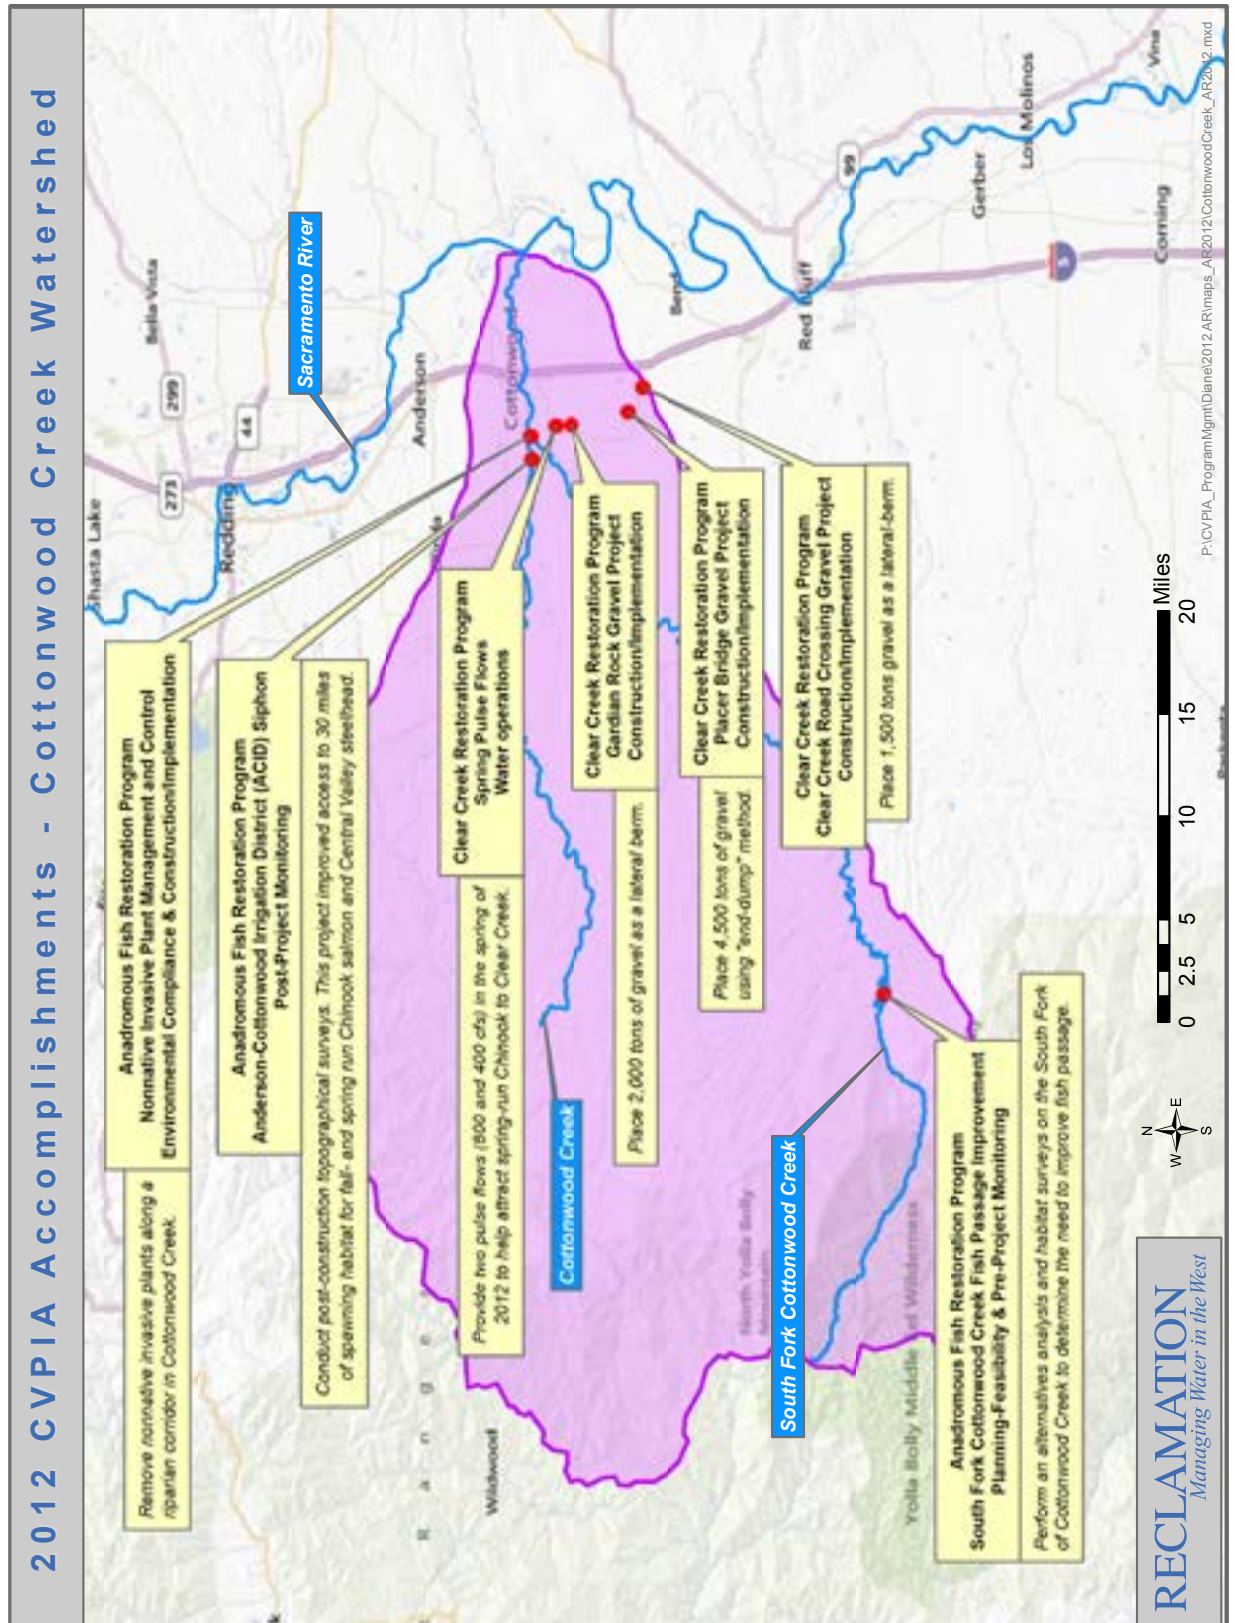 2012 CVPIA Accomplishments - Cottonwood Creek Watershed
Shasta Lake
273
299
Bella Vista
44
Redding
Sacramento River
Anderson
Cottonwood
Bend
Red Bluff
99
Gerber
Los Molinos
Vina
Corning
5
Anadromous Fish Restoration Program
Nonnative Invasive Plant Management and Control
Environmental Compliance & Construction/Implementation
Remove nonnative invasive plants along a
riparian corridor in Cottonwood Creek.
Anadromous Fish Restoration Program
Anderson-Cottonwood Irrigation District (ACID) Siphon
Post-Project Monitoring
Conduct post-construction topographical surveys. This project improved access to 30 miles
of spawning habitat for fall- and spring run Chinook salmon and Central Valley steelhead.
Clear Creek Restoration Program
Spring Pulse Flows
Water operations
Provide two pulse flows (800 and 400 cfs) in the spring of
2012 to help attract spring-run Chinook to Clear Creek.
Clear Creek Restoration Program
Gardian Rock Gravel Project
Construction/Implementation
Place 2,000 tons of gravel as a lateral berm.
Clear Creek Restoration Program
Placer Bridge Gravel Project
Construction/Implementation
Place 4,500 tons of gravel
using "end-dump" method.
Clear Creek Restoration Program
Clear Creek Road Crossing Gravel Project
Construction/Implementation
Place 1,500 tons gravel as a lateral-berm.
Cottonwood Creek
South Fork Cottonwood Creek
Range
Wildwood
North Yolla Bolly
Mountain
Yolla Bolly Middle
el Wilderness
Anadromous Fish Restoration Program
South Fork Cottonwood Creek Fish Passage Improvement
Planning-Feasibility & Pre-Project Monitoring
Perform an alternatives analysis and habitat surveys on the South Fork
of Cottonwood Creek to determine the need to improve fish passage.
N
W E
S
0 2.5 5 10 15 20
Miles
RECLAMATION
Managing Water in the West
P:\CVPIA_ProgramMgmt\Diane\2012 AR\maps_AR2012\CottonwoodCreek_AR2012.mxd